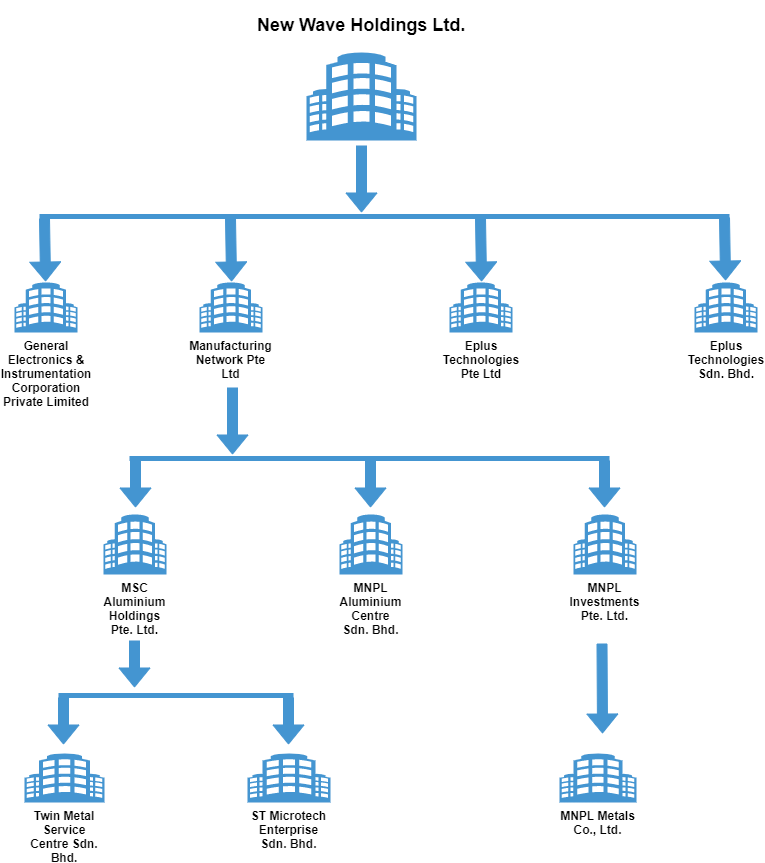 New Wave Holdings Ltd.
General
Electronics &
Instrumentation
Corporation
Private Limited
Manufacturing
Network Pte
Ltd
Eplus
Technologies
Pte Ltd
Eplus
Technologies
Sdn. Bhd.
MSC
Aluminium
Holdings
Pte. Ltd.
MNPL
Aluminium
Centre
Sdn. Bhd.
MNPL
Investments
Pte. Ltd.
Twin Metal
Service
Centre Sdn.
Bhd.
ST Microtech
Enterprise
Sdn. Bhd.
MNPL Metals
Co., Ltd.